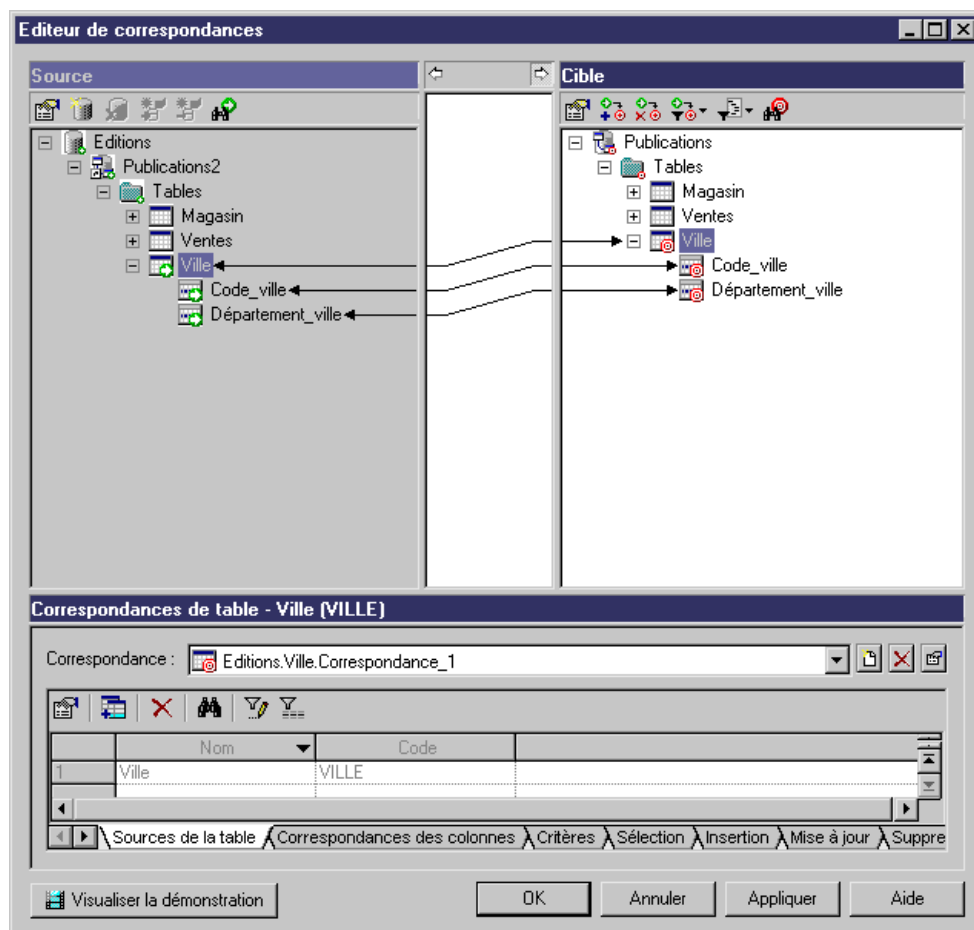 Editeur de correspondances
Source
Cible
Editions
Publications2
Tables
Magasin
Ventes
Ville
Code_ville
Département_ville
Publications
Tables
Magasin
Ventes
Ville
Code_ville
Département_ville
Correspondances de table - Ville (VILLE)
Correspondance : Editions.Ville.Correspondance_1
Nom Code
1 Ville VILLE
Sources de la table Correspondances des colonnes Critères Sélection Insertion Mise à jour Suppre
Visualiser la démonstration OK Annuler Appliquer Aide